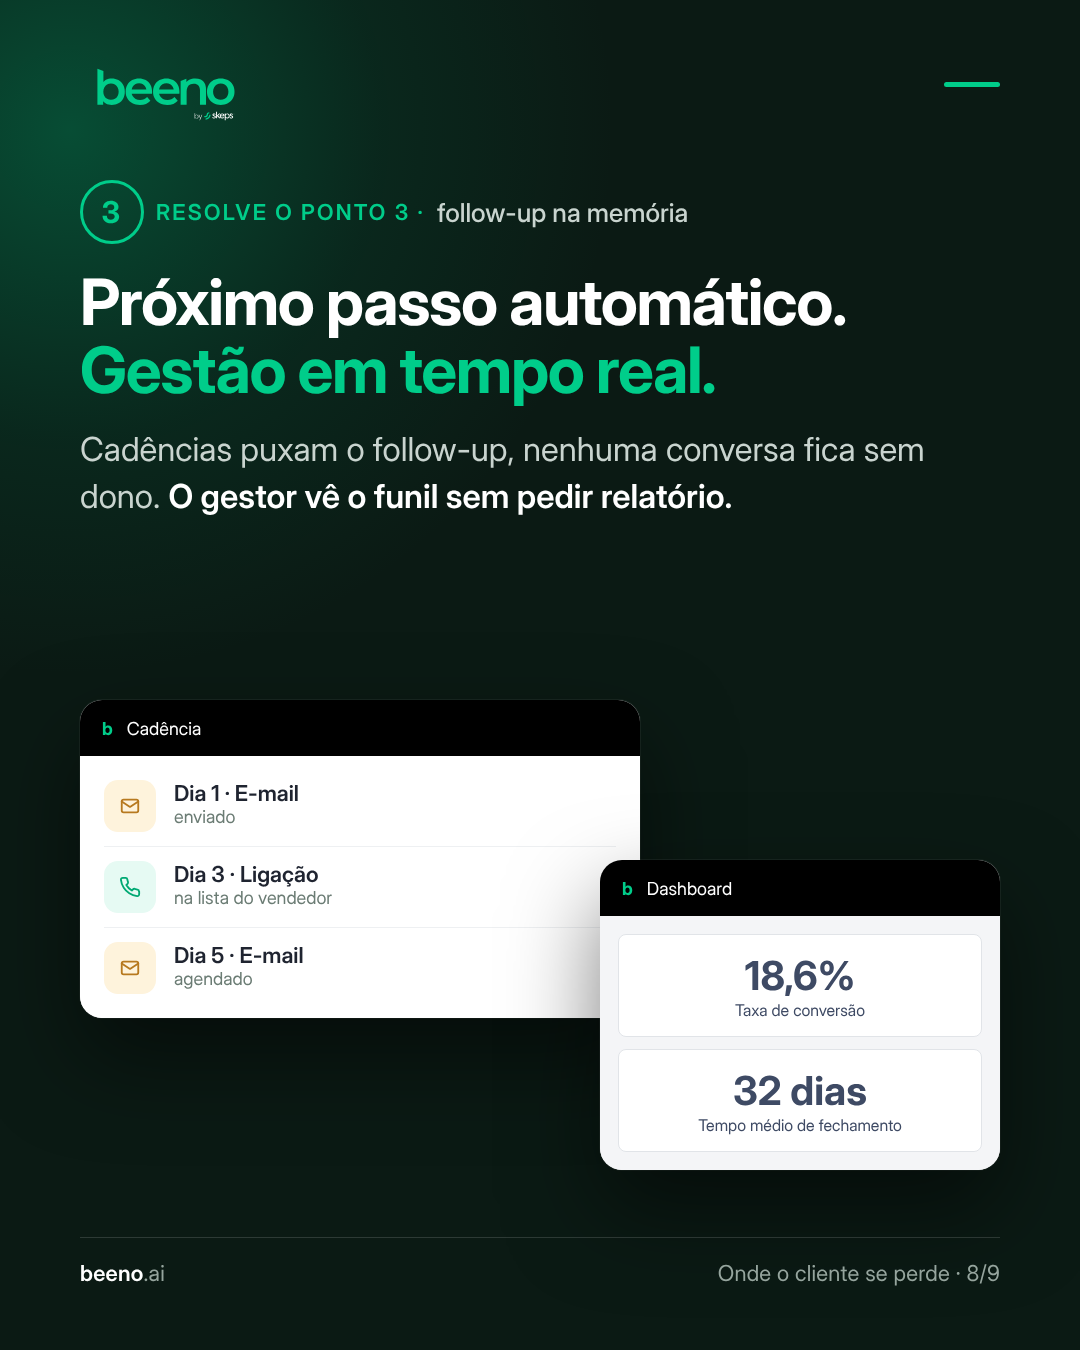 beeno
by skeps
3 RESOLVE O PONTO 3 · follow-up na memória
Próximo passo automático.
Gestão em tempo real.
Cadências puxam o follow-up, nenhuma conversa fica sem
dono. O gestor vê o funil sem pedir relatório.
b Cadência
Dia 1 · E-mail
enviado
Dia 3 · Ligação
na lista do vendedor
Dia 5 · E-mail
agendado
b Dashboard
18,6%
Taxa de conversão
32 dias
Tempo médio de fechamento
beeno.ai
Onde o cliente se perde · 8/9